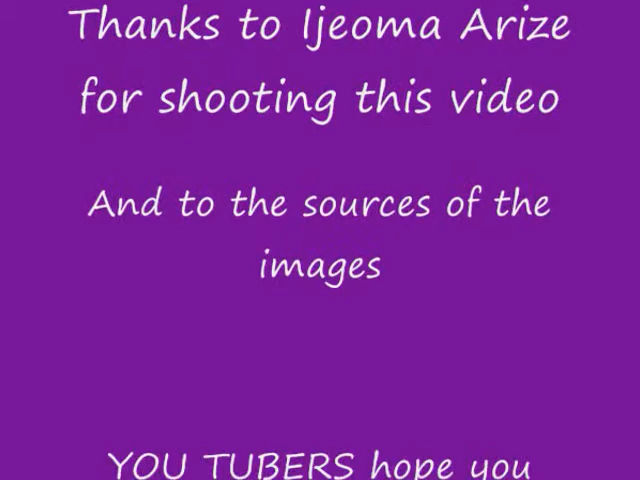 Thanks to Ijeoma Arize
for shooting this video
And to the sources of the
images
YOU TUBERS hope you